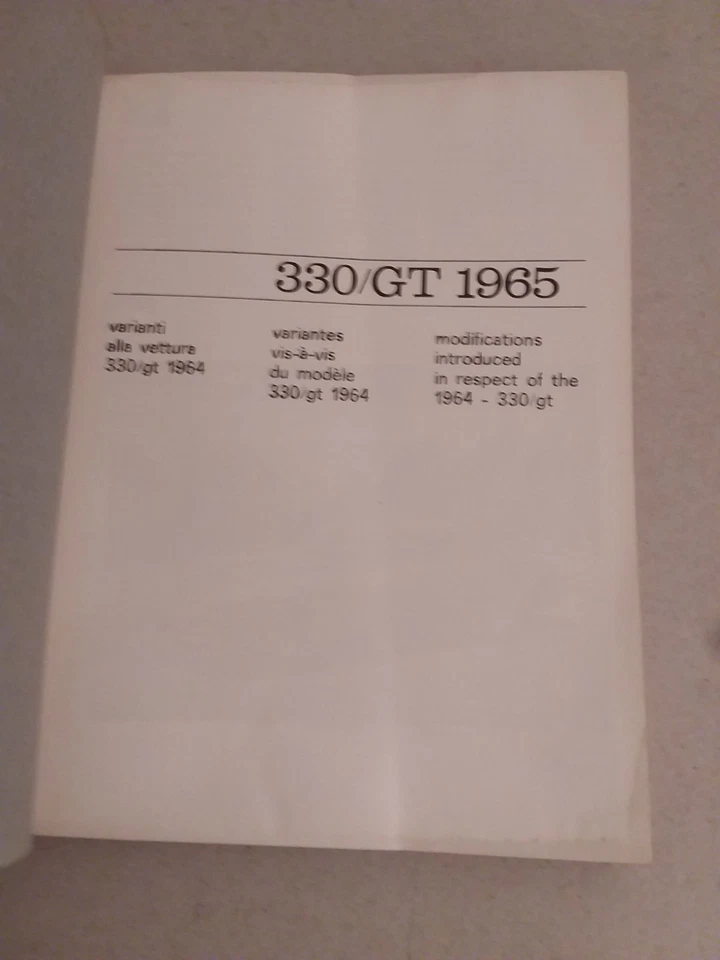 330/GT 1965
varianti
alla vettura
330/gt 1964
variantes
vis-à-vis
du modèle
330/gt 1964
modifications
introduced
in respect of the
1964 - 330/gt